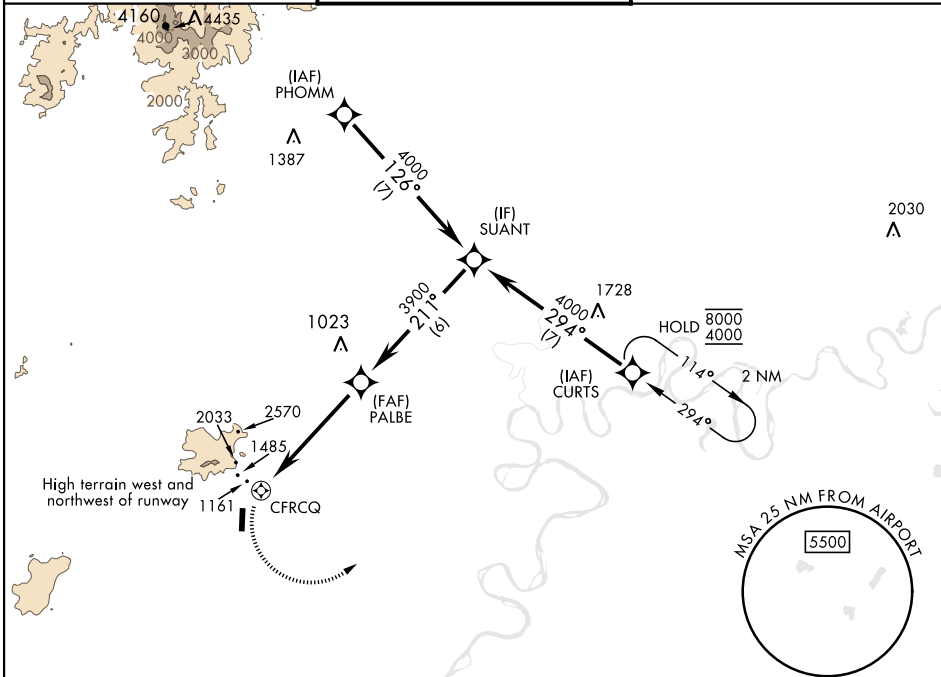 4160
4435
4000
3000
2000
(IAF)
PHOMM
1387
4000
126°
(7)
(IF)
SUANT
2030
3900
211°
(6)
4000
294°
(7)
1728
HOLD 8000
4000
114°
2 NM
294°
(IAF)
CURTS
1023
(FAF)
PALBE
2033
2570
1485
High terrain west and
northwest of runway
1161
CFRCQ
MSA 25 NM FROM AIRPORT
5500